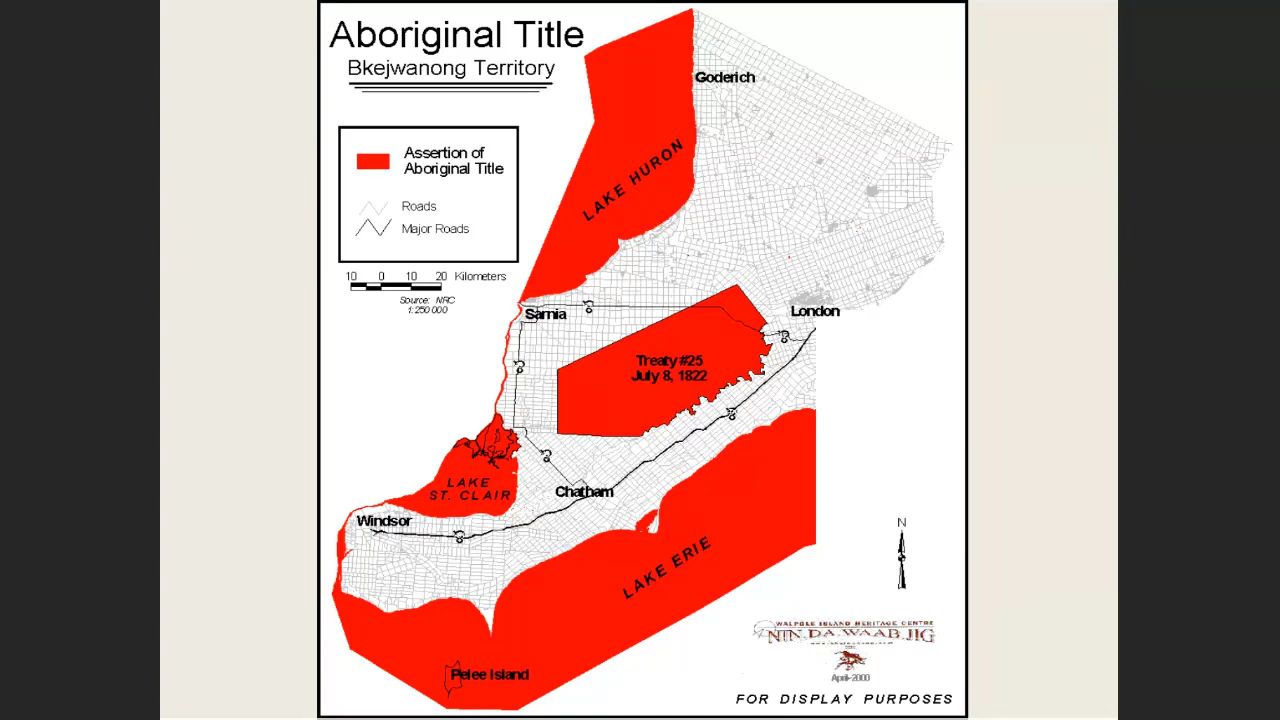 Aboriginal Title
Bkejwanong Territory
Assertion of
Aboriginal Title
Roads
Major Roads
10 0 10 20 Kilometers
Source: NRC
1:250 000
Goderich
LAKE HURON
Sarnia
London
Treaty #25
July 8, 1822
LAKE
ST. CLAIR
Chatham
Windsor
LAKE ERIE
Pelee Island
N
WALPOLE ISLAND HERITAGE CENTRE
NIN.DA.WAAB.JIG
April-2000
FOR DISPLAY PURPOSES